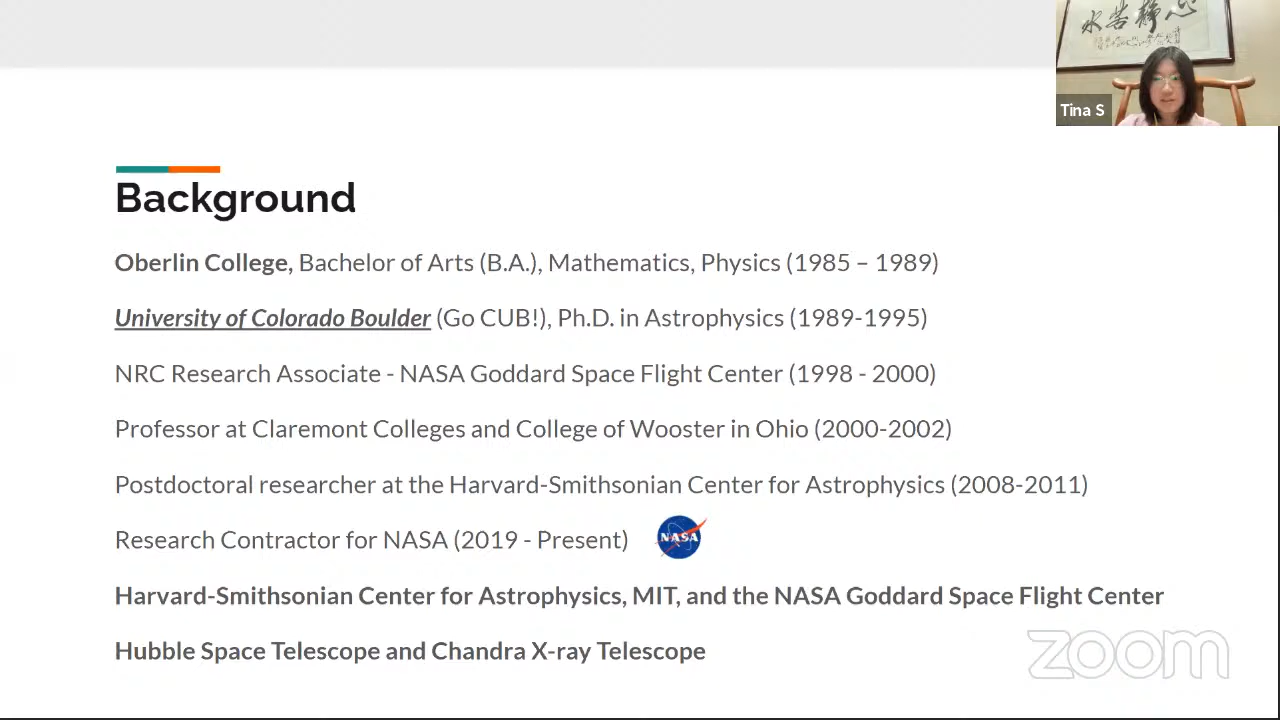 心静苦水
Tina S
Background
Oberlin College, Bachelor of Arts (B.A.), Mathematics, Physics (1985 – 1989)
University of Colorado Boulder (Go CUB!), Ph.D. in Astrophysics (1989-1995)
NRC Research Associate - NASA Goddard Space Flight Center (1998 - 2000)
Professor at Claremont Colleges and College of Wooster in Ohio (2000-2002)
Postdoctoral researcher at the Harvard-Smithsonian Center for Astrophysics (2008-2011)
Research Contractor for NASA (2019 - Present)
NASA
Harvard-Smithsonian Center for Astrophysics, MIT, and the NASA Goddard Space Flight Center
Hubble Space Telescope and Chandra X-ray Telescope
zoom